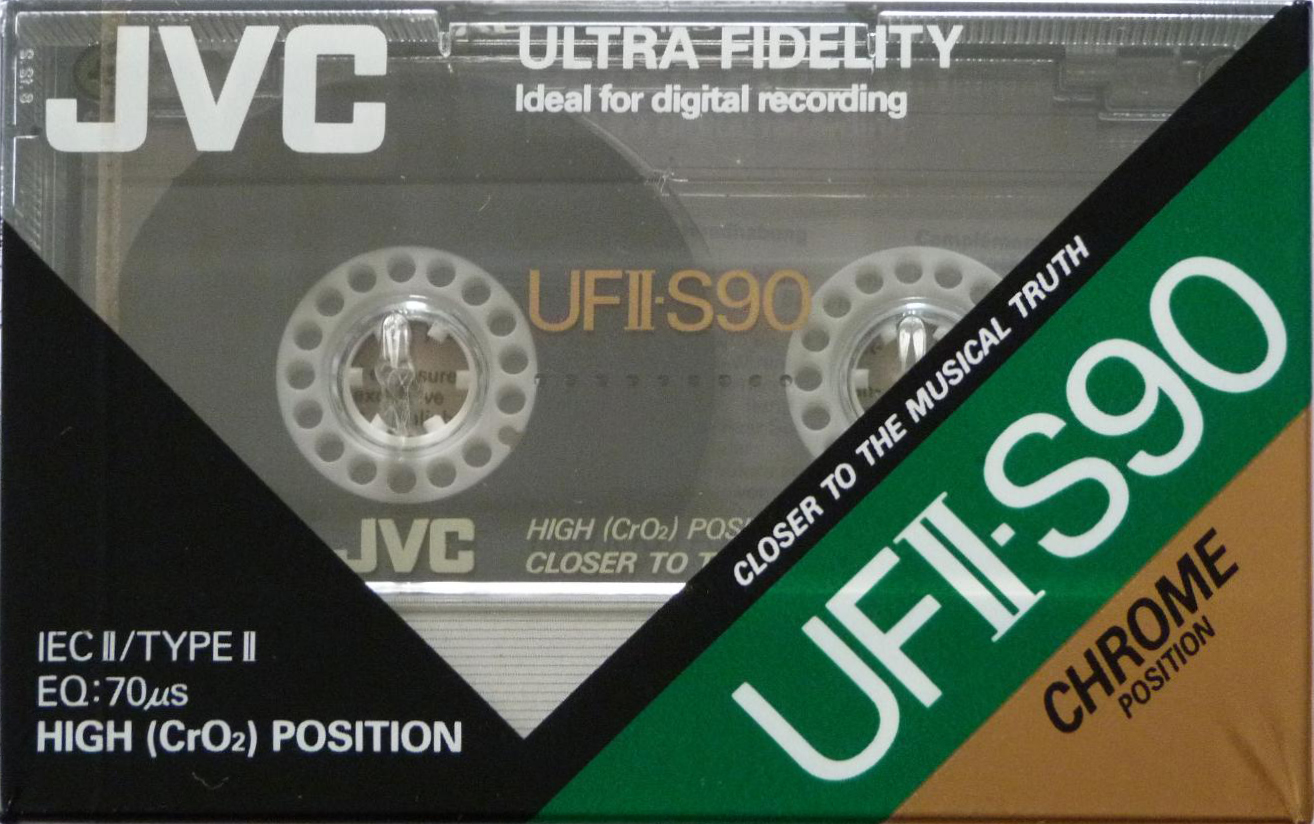 JVC
ULTRA FIDELITY
Ideal for digital recording
UFII·S90
JVC
HIGH (CrO₂) POSI
CLOSER TO T
CLOSER TO THE MUSICAL TRUTH
UFII·S90
CHROME
POSITION
IEC II/TYPE II
EQ:70μs
HIGH (CrO₂) POSITION